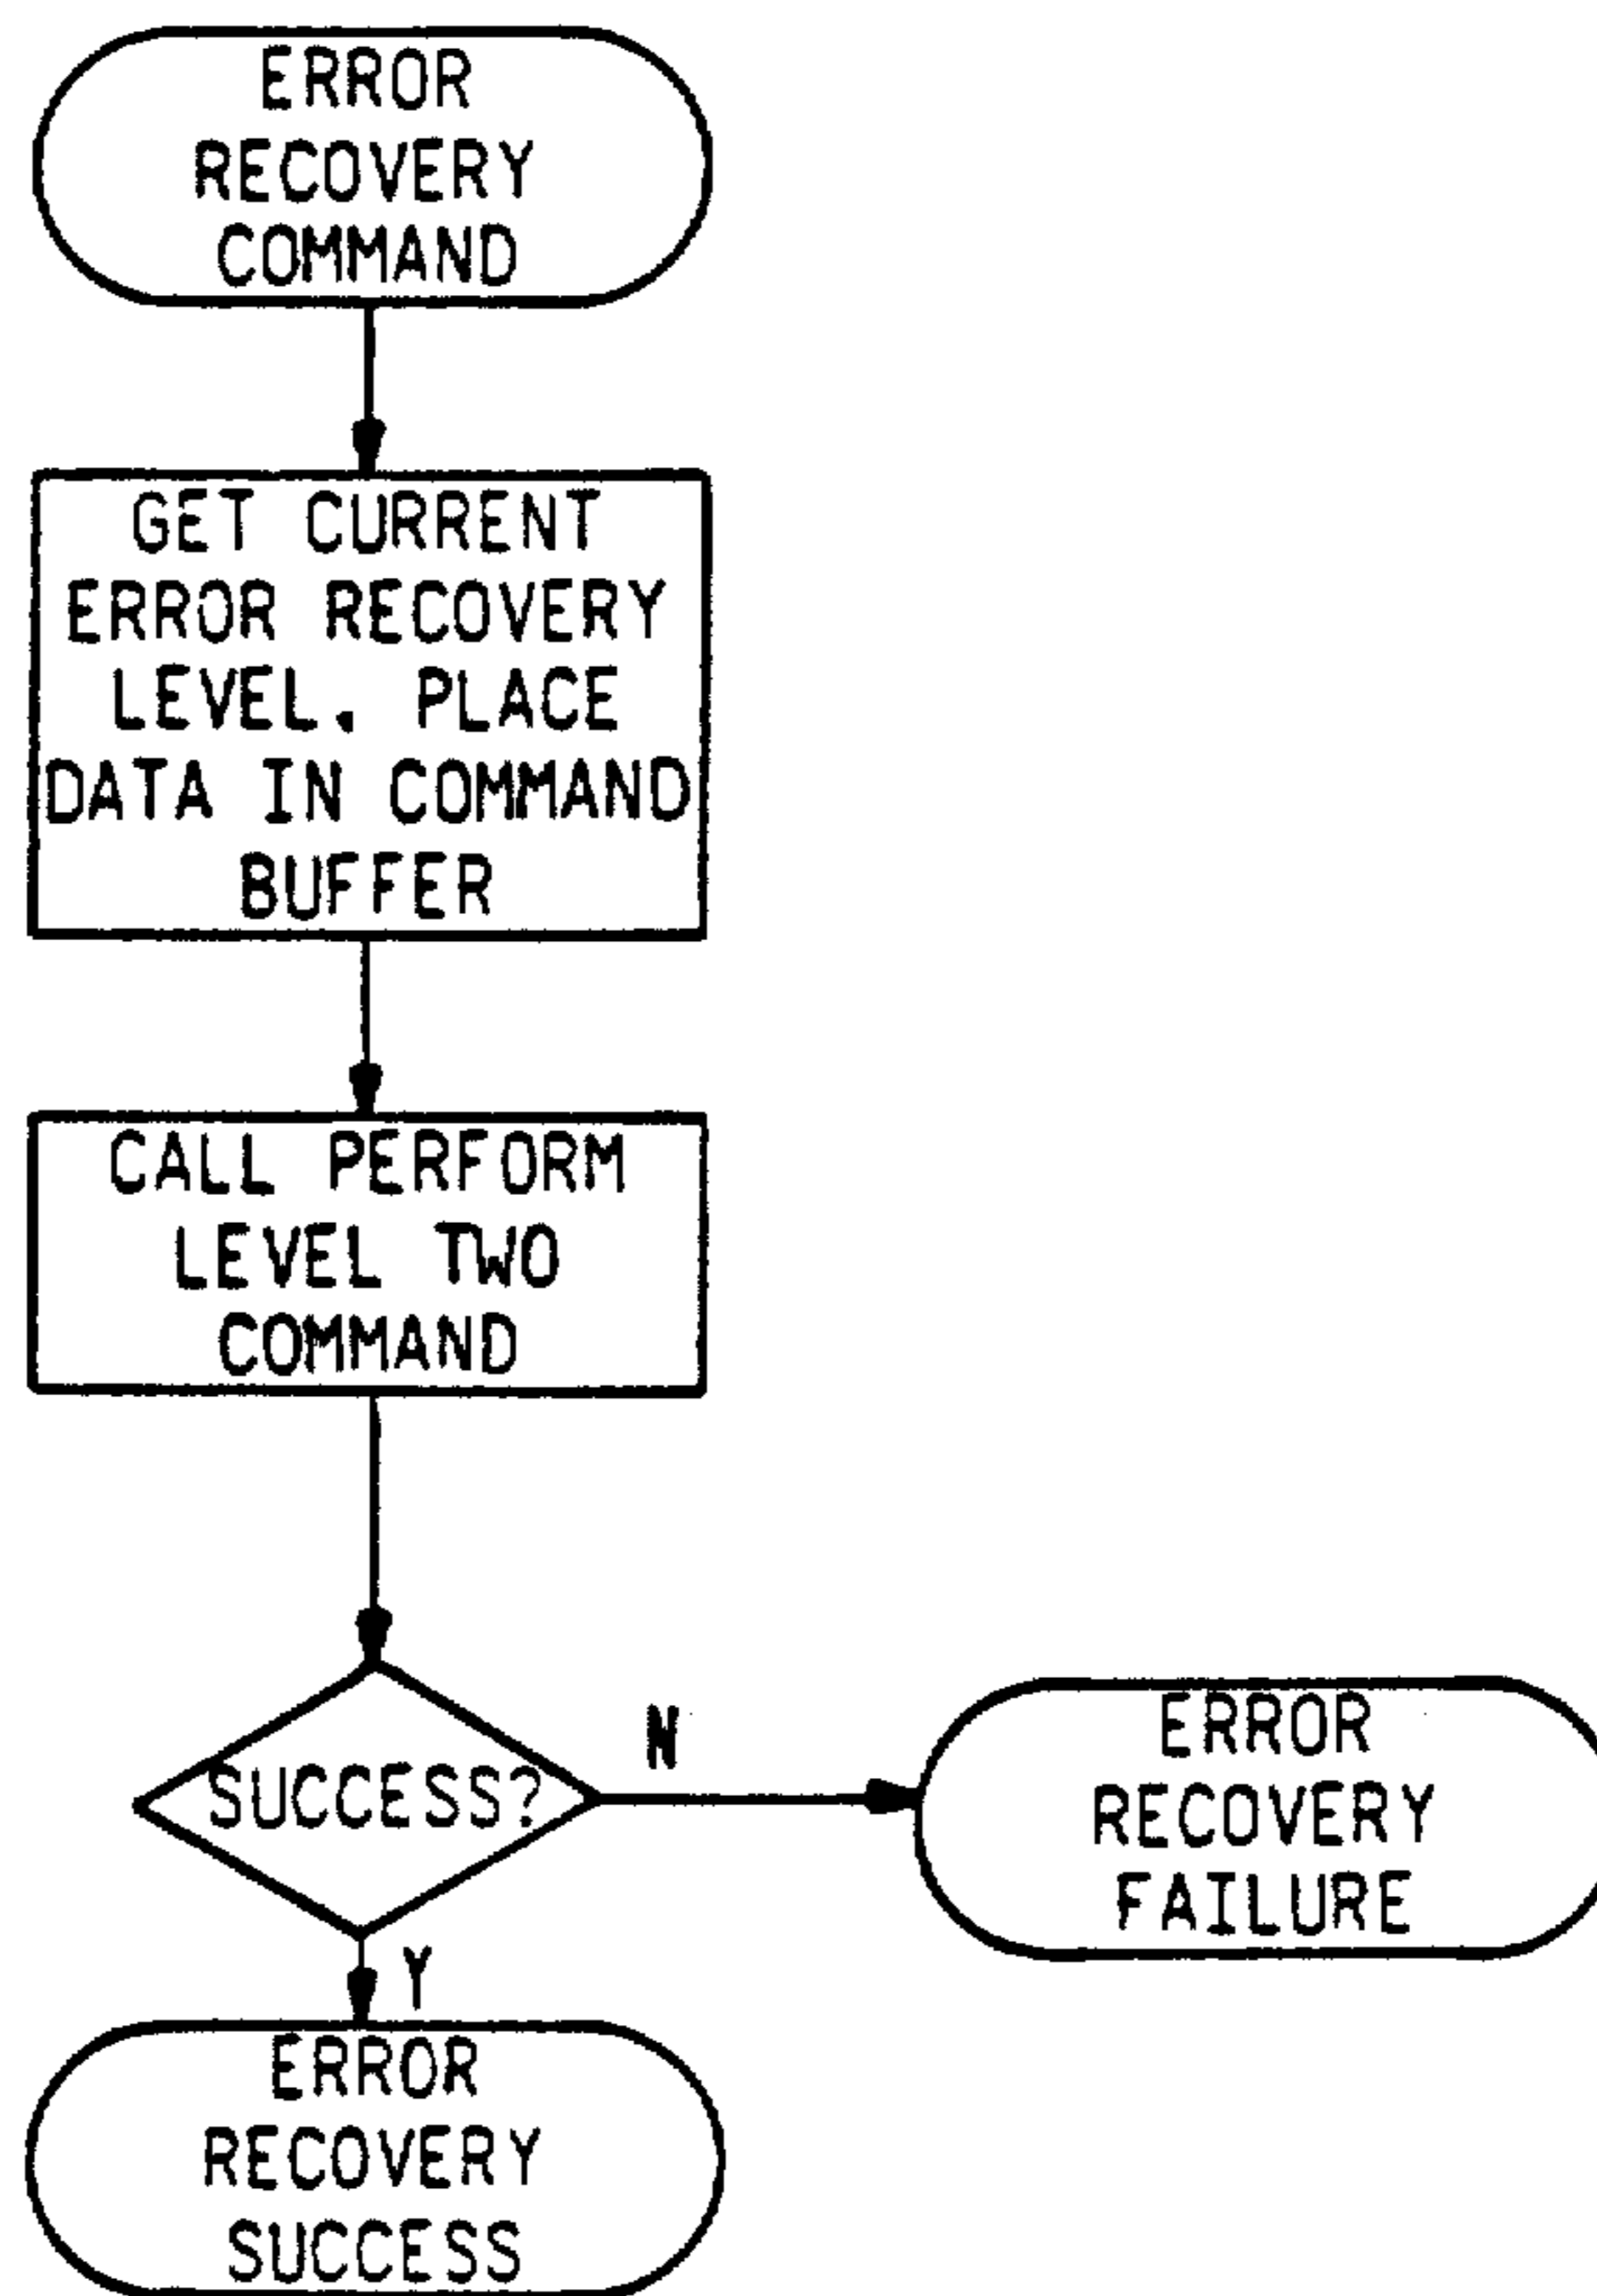 ERROR
RECOVERY
COMMAND
GET CURRENT
ERROR RECOVERY
LEVEL. PLACE
DATA IN COMMAND
BUFFER
CALL PERFORM
LEVEL TWO
COMMAND
SUCCESS?
N
ERROR
RECOVERY
FAILURE
Y
ERROR
RECOVERY
SUCCESS